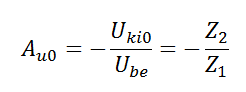 A_{u0} = -\frac{U_{ki0}}{U_{be}} = -\frac{Z_2}{Z_1}